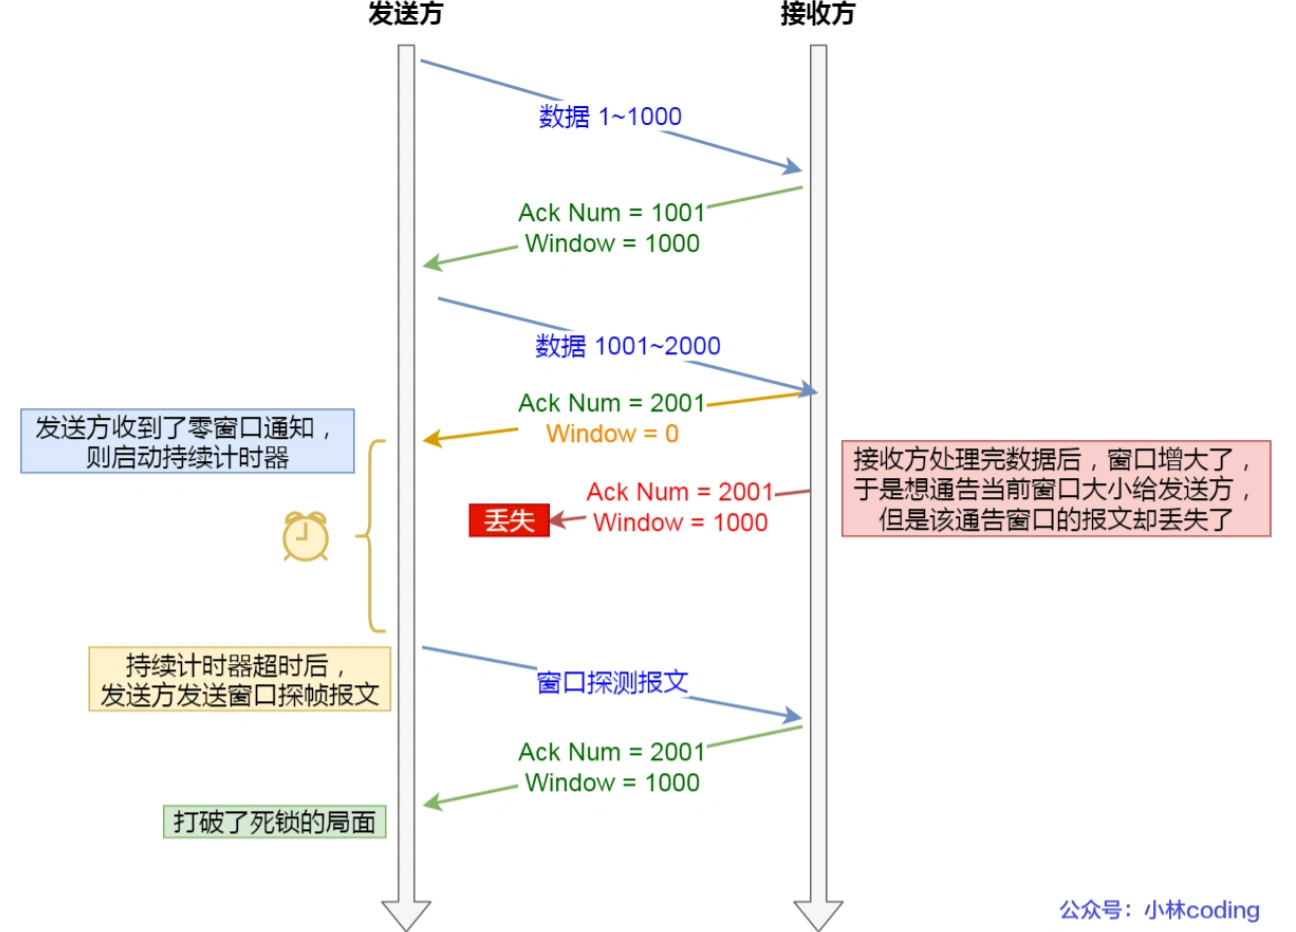 发送方
接收方
数据 1~1000
Ack Num = 1001
Window = 1000
数据 1001~2000
Ack Num = 2001
Window = 0
发送方收到了零窗口通知，
则启动持续计时器
接收方处理完数据后，窗口增大了，
于是想通告当前窗口大小给发送方，
但是该通告窗口的报文却丢失了
Ack Num = 2001
Window = 1000
丢失
持续计时器超时后，
发送方发送窗口探帧报文
窗口探测报文
Ack Num = 2001
Window = 1000
打破了死锁的局面
公众号：小林coding